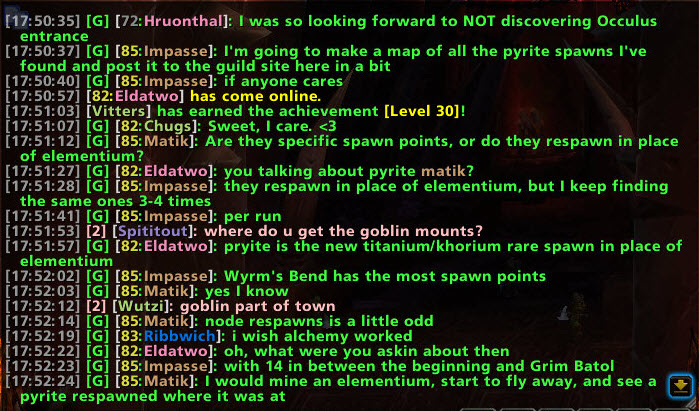 [17:50:35] [G] [72:Hruonthal]: I was so looking forward to NOT discovering Occulus
entrance
[17:50:37] [G] [85:Impasse]: I'm going to make a map of all the pyrite spawns I've
found and post it to the guild site here in a bit
[17:50:40] [G] [85:Impasse]: if anyone cares
[17:50:57] [82:Eldatwo] has come online.
[17:51:03] [Vitters] has earned the achievement [Level 30]!
[17:51:07] [G] [82:Chugs]: Sweet, I care. <3
[17:51:12] [G] [85:Matik]: Are they specific spawn points, or do they respawn in place
of elementium?
[17:51:27] [G] [82:Eldatwo]: you talking about pyrite matik?
[17:51:28] [G] [85:Impasse]: they respawn in place of elementium, but I keep finding
the same ones 3-4 times
[17:51:41] [G] [85:Impasse]: per run
[17:51:53] [2] [Spititout]: where do u get the goblin mounts?
[17:51:57] [G] [82:Eldatwo]: pryite is the new titanium/khorium rare spawn in place of
elementium
[17:52:02] [G] [85:Impasse]: Wyrm's Bend has the most spawn points
[17:52:03] [G] [85:Matik]: yes I know
[17:52:12] [2] [Wutzi]: goblin part of town
[17:52:14] [G] [85:Matik]: node respawns is a little odd
[17:52:19] [G] [83:Ribbwich]: i wish alchemy worked
[17:52:22] [G] [82:Eldatwo]: oh, what were you askin about then
[17:52:23] [G] [85:Impasse]: with 14 in between the beginning and Grim Batol
[17:52:24] [G] [85:Matik]: I would mine an elementium, start to fly away, and see a
pyrite respawned where it was at